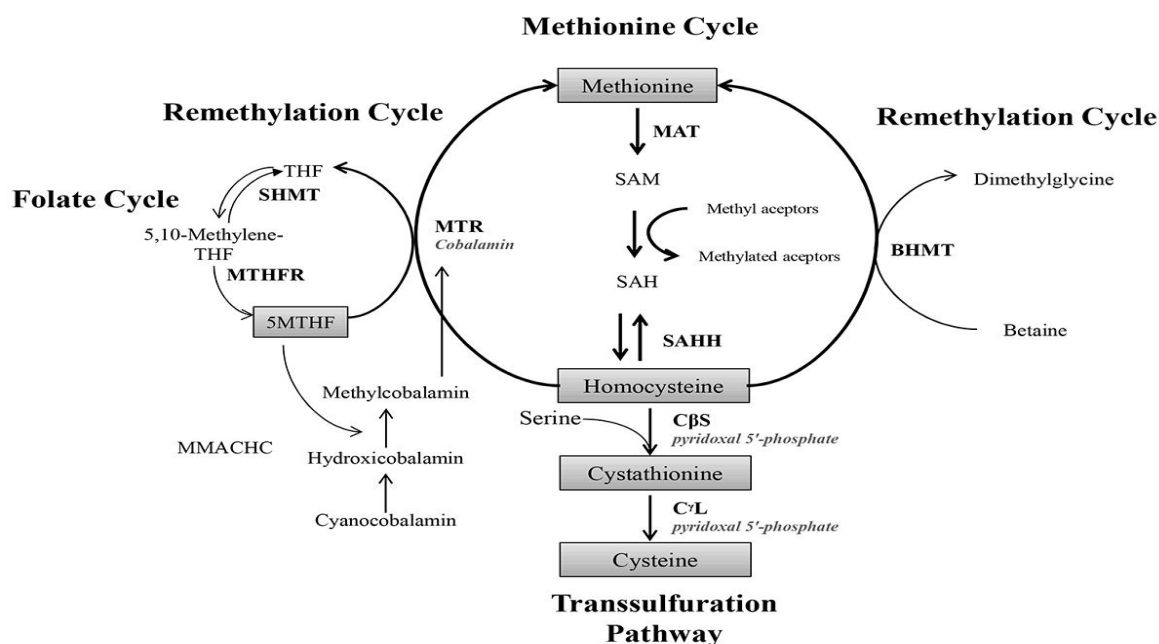 Methionine Cycle
Methionine
Remethylation Cycle
Remethylation Cycle
MAT
THF
SHMT
SAM
Dimethylglycine
Folate Cycle
5,10-Methylene-
THF
MTR
Cobalamin
Methyl aceptors
Methylated aceptors
BHMT
MTHFR
SAH
5MTHF
Betaine
SAHH
Methylcobalamin
Homocysteine
Serine
CβS
pyridoxal 5'-phosphate
MMACHC
Hydroxicobalamin
Cystathionine
Cyanocobalamin
CγL
pyridoxal 5'-phosphate
Cysteine
Transsulfuration
Pathway